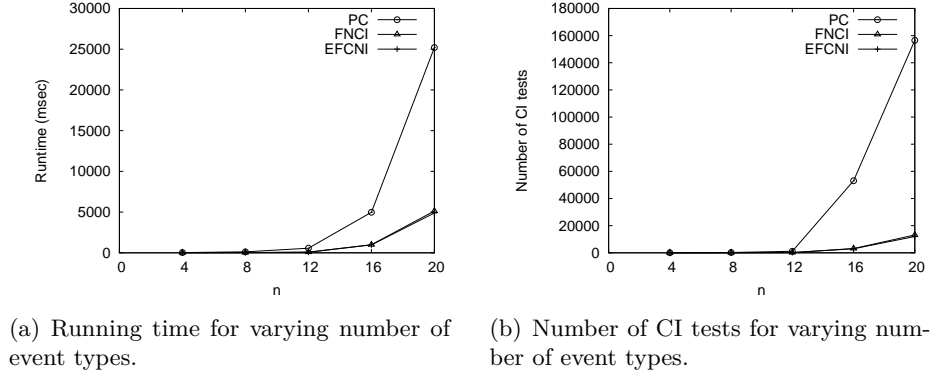 30000
25000
20000
15000
10000
5000
0
Runtime (msec)
PC
FNCI
EFCNI
0 4 8 12 16 20
n
180000
160000
140000
120000
100000
80000
60000
40000
20000
0
Number of CI tests
PC
FNCI
EFCNI
0 4 8 12 16 20
n
(a) Running time for varying number of
event types.
(b) Number of CI tests for varying num-
ber of event types.